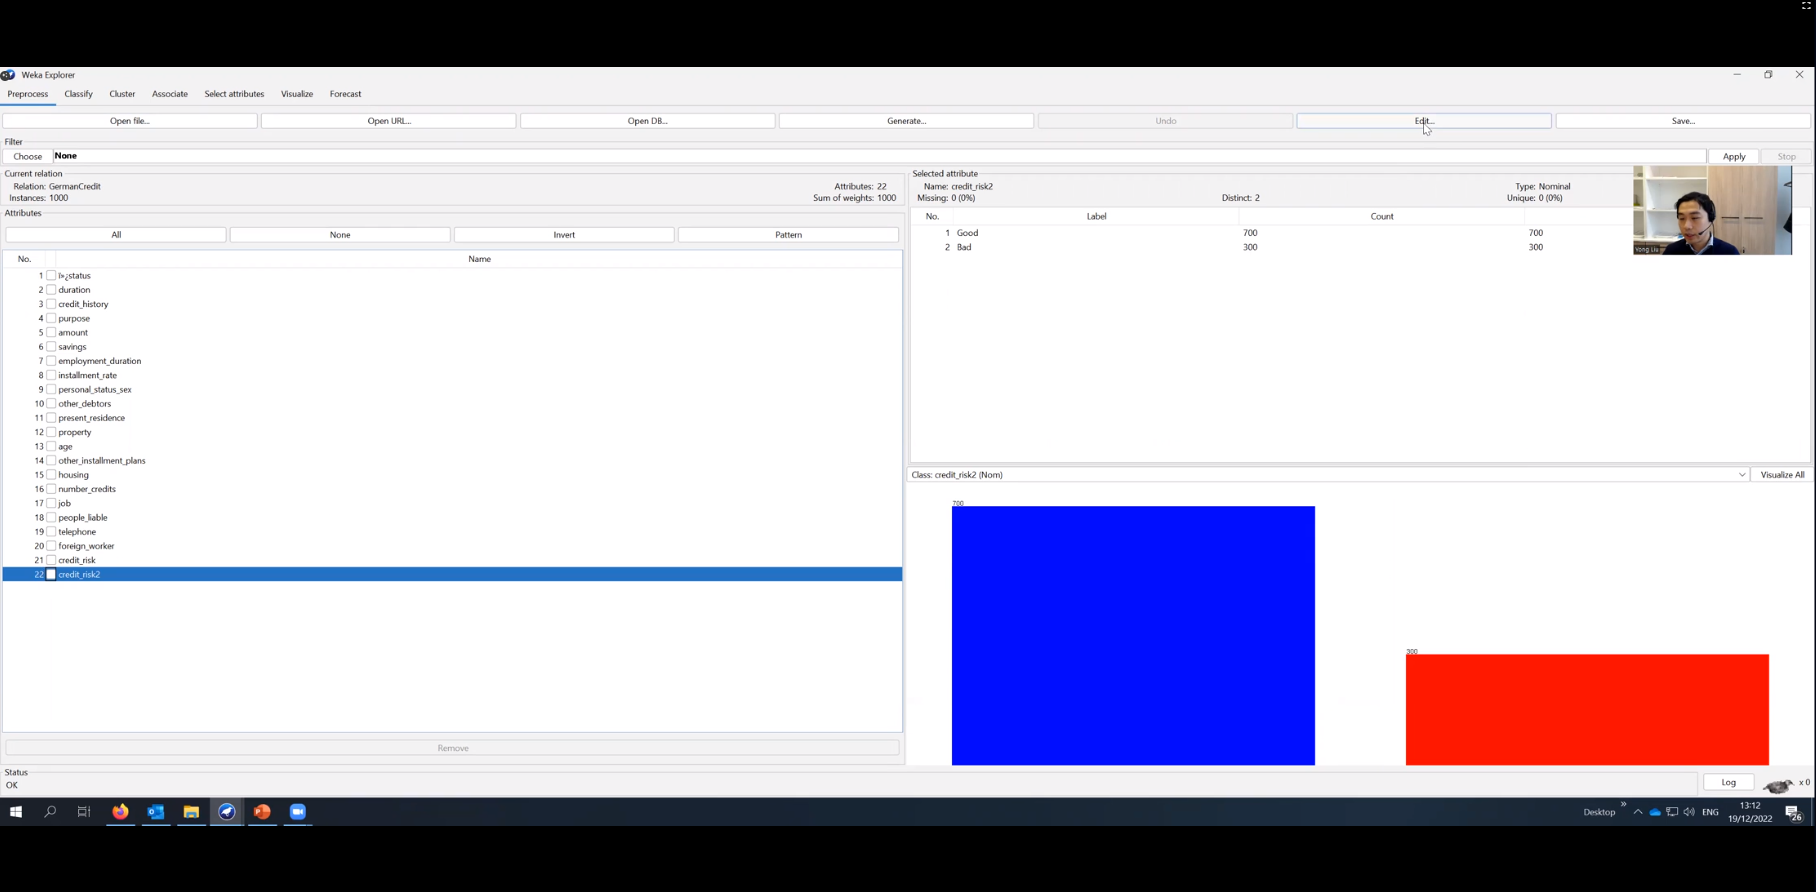 Weka Explorer
Preprocess Classify Cluster Associate Select attributes Visualize Forecast
Open file... Open URL... Open DB... Generate... Undo Edit... Save...
Filter
Choose None Apply Stop
Current relation
Relation: GermanCredit Attributes: 22
Instances: 1000 Sum of weights: 1000
Attributes
All None Invert Pattern
No. Name
1 ï»¿status
2 duration
3 credit_history
4 purpose
5 amount
6 savings
7 employment_duration
8 installment_rate
9 personal_status_sex
10 other_debtors
11 present_residence
12 property
13 age
14 other_installment_plans
15 housing
16 number_credits
17 job
18 people_liable
19 telephone
20 foreign_worker
21 credit_risk
22 credit_risk2
Remove
Selected attribute
Name: credit_risk2 Type: Nominal
Missing: 0 (0%) Distinct: 2 Unique: 0 (0%)
No. Label Count
1 Good 700 700
2 Bad 300 300
Yong Liu
Class: credit_risk2 (Nom) Visualize All
700
300
Status
OK
Log x 0
Desktop ENG 13:12
19/12/2022
26